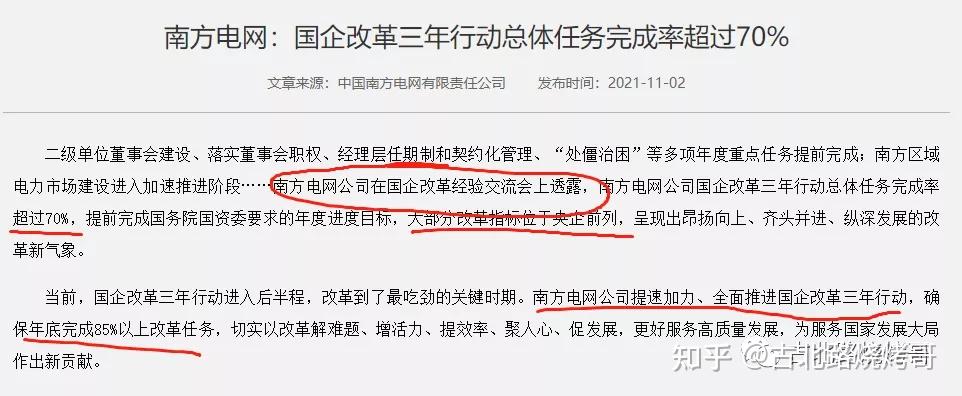 南方电网：国企改革三年行动总体任务完成率超过70%
文章来源：中国南方电网有限责任公司 发布时间：2021-11-02
二级单位董事会建设、落实董事会职权、经理层任期制和契约化管理、“处僵治困”等多项年度重点任务提前完成；南方区域
电力市场建设进入加速推进阶段……南方电网公司在国企改革经验交流会上透露，南方电网公司国企改革三年行动总体任务完成率
超过70%，提前完成国务院国资委要求的年度进度目标，大部分改革指标位于央企前列，呈现出昂扬向上、齐头并进、纵深发展的改
革新气象。
当前，国企改革三年行动进入后半程，改革到了最吃劲的关键时期。南方电网公司提速加力、全面推进国企改革三年行动，确
保年底完成85%以上改革任务，切实以改革解难题、增活力、提效率、聚人心、促发展，更好服务高质量发展，为服务国家发展大局
作出新贡献。
知乎 @古北路烧烤哥